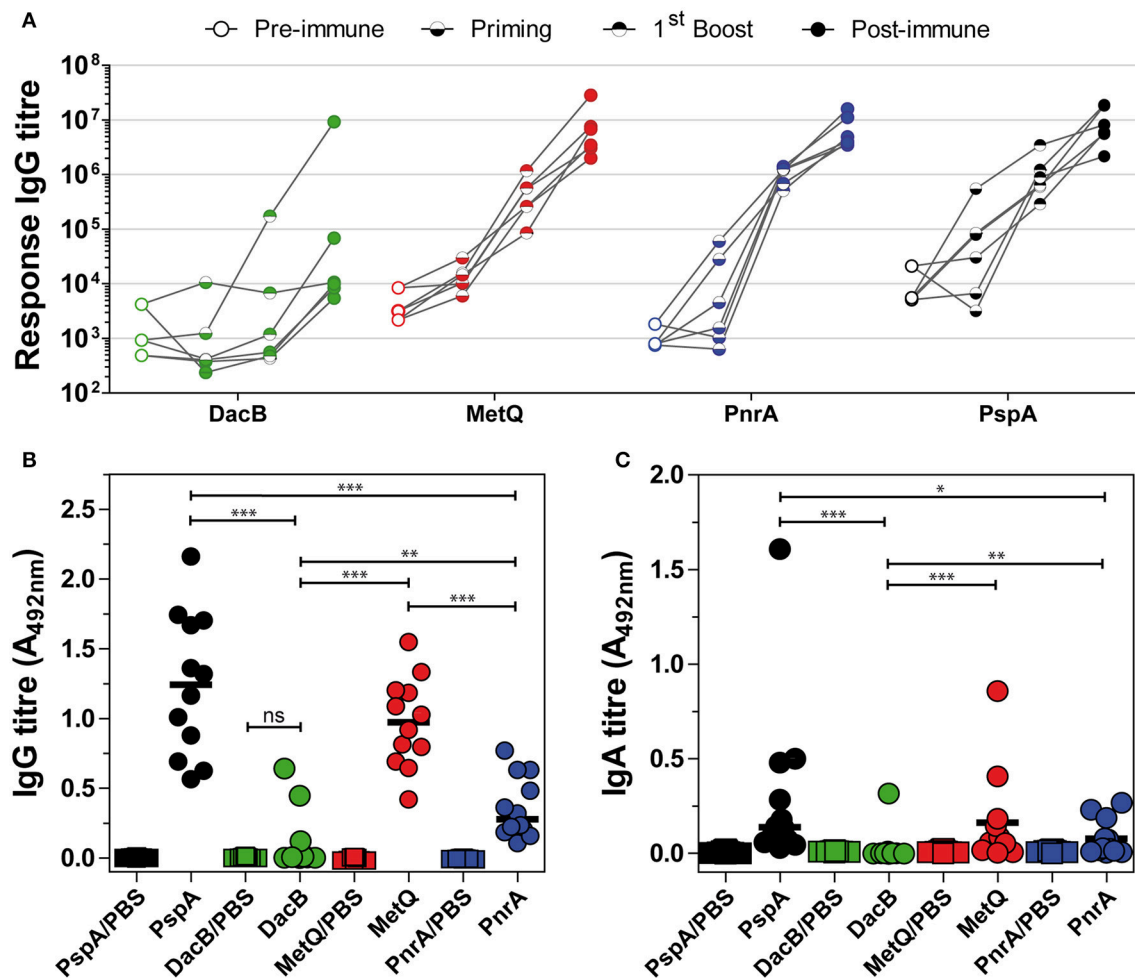 A
Pre-immune Priming 1st Boost Post-immune
Response IgG titre
10^8
10^7
10^6
10^5
10^4
10^3
10^2
DacB MetQ PnrA PspA
B
IgG titre (A492nm)
2.5
2.0
1.5
1.0
0.5
0.0
***
***
**
***
***
ns
PspA/PBS PspA DacB/PBS DacB MetQ/PBS MetQ PnrA/PBS PnrA
C
IgA titre (A492nm)
2.0
1.5
1.0
0.5
0.0
*
***
**
***
PspA/PBS PspA DacB/PBS DacB MetQ/PBS MetQ PnrA/PBS PnrA